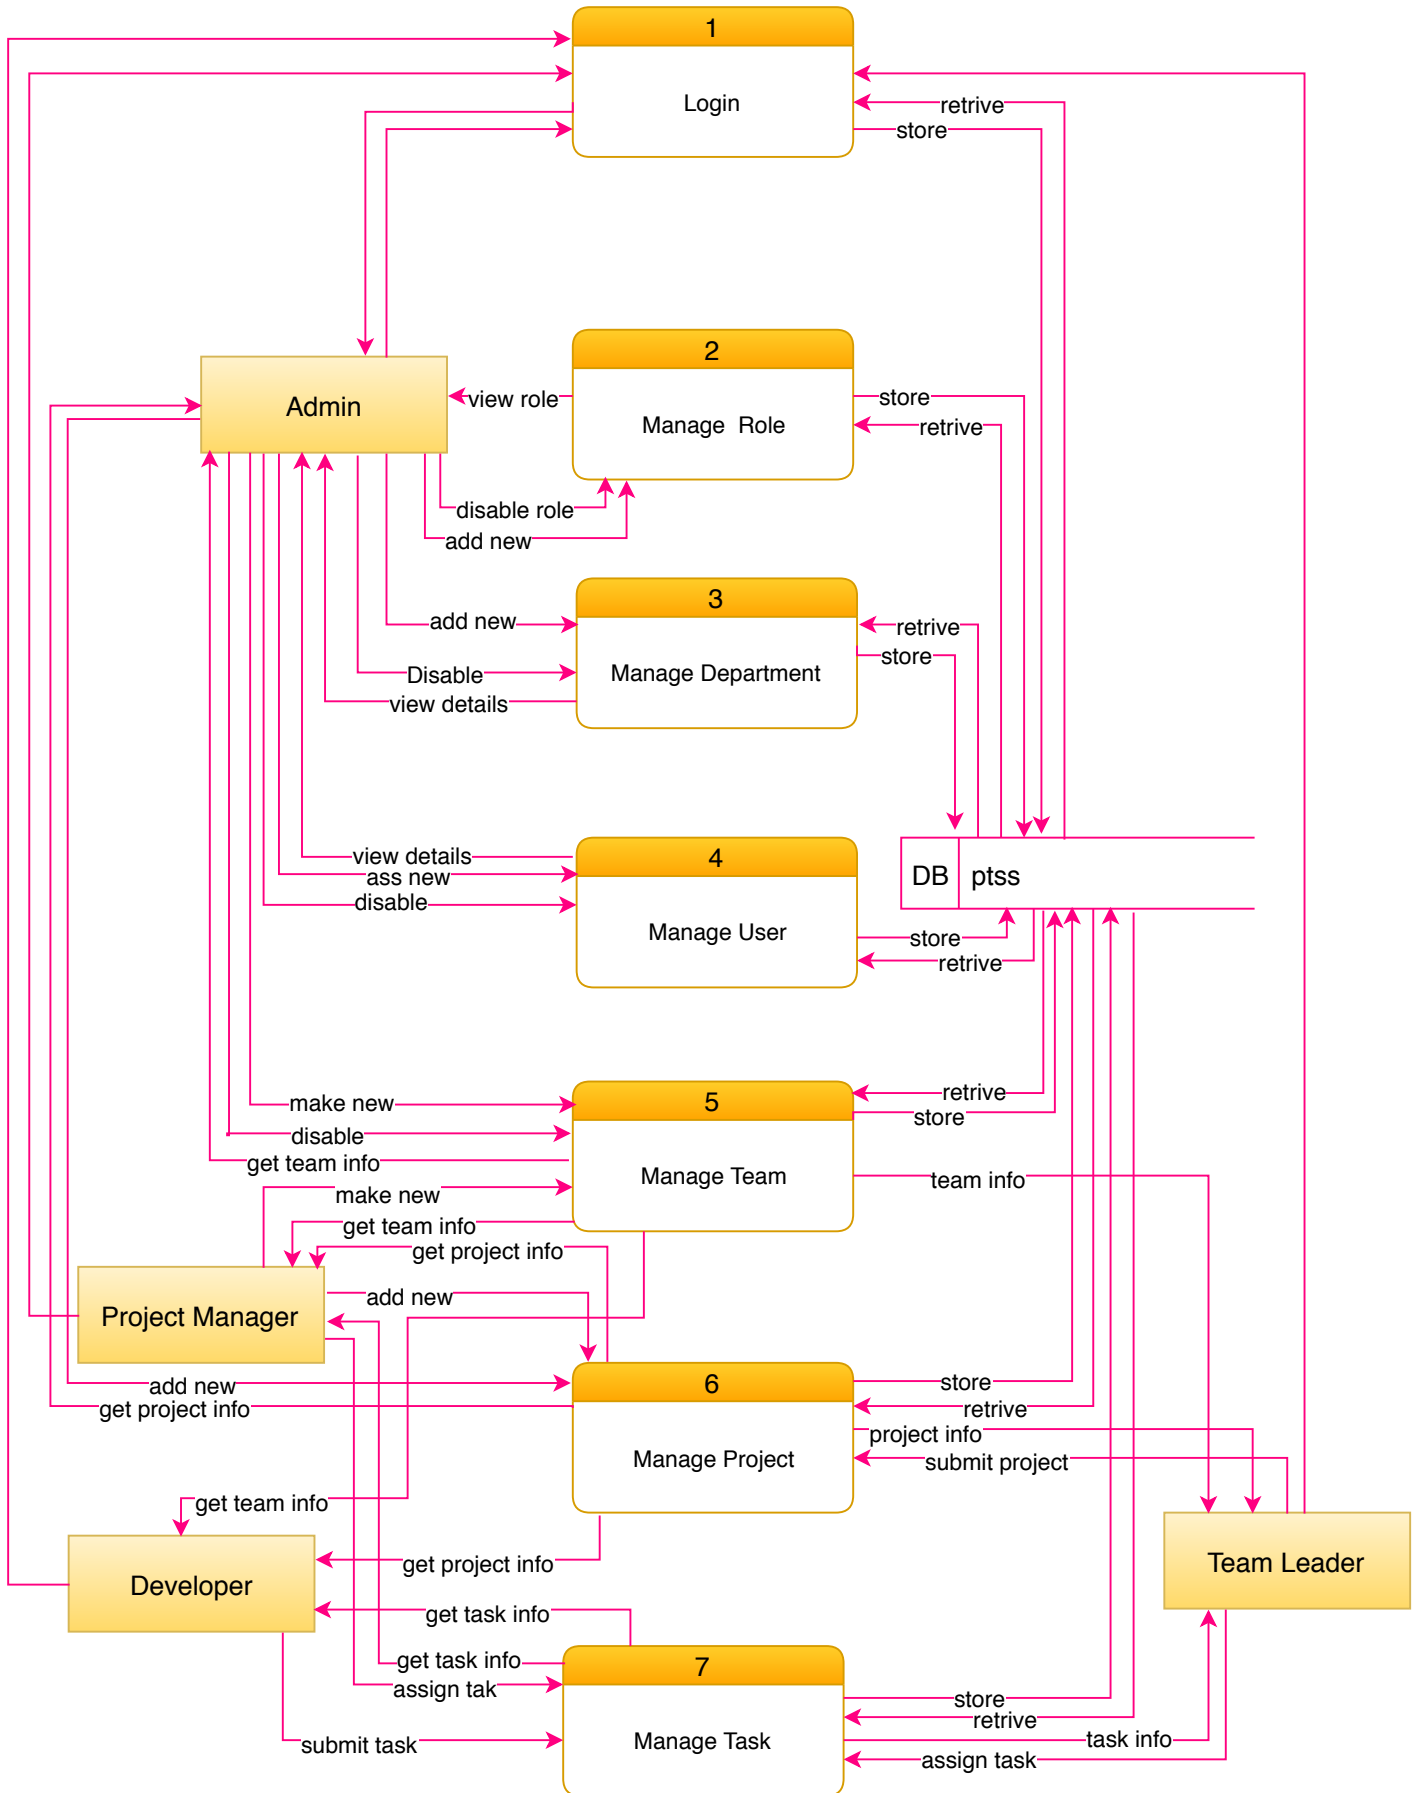 1
Login
retrive
store
2
Admin
view role
Manage  Role
store
retrive
disable role
add new
3
add new
retrive
store
Manage Department
Disable
view details
4
view details
ass new
disable
DB
ptss
Manage User
store
retrive
5
make new
retrive
store
disable
get team info
Manage Team
team info
make new
get team info
get project info
add new
Project Manager
6
add new
store
get project info
retrive
project info
Manage Project
submit project
get team info
get project info
Developer
Team Leader
get task info
get task info
7
assign tak
store
retrive
submit task
Manage Task
task info
assign task